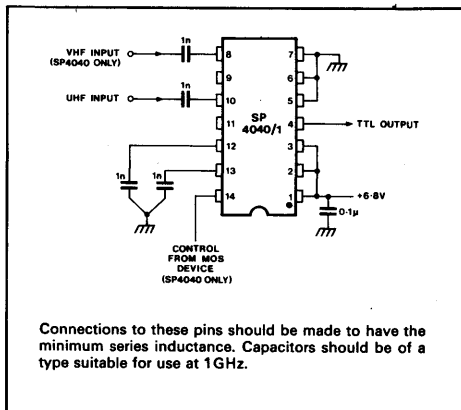 1n
VHF INPUT
(SP4040 ONLY)
8
7
9
6
1n
UHF INPUT
10
5
11
SP
4040/1
4
TTL OUTPUT
12
3
1n
1n
13
2
14
1
+6·8V
0·1μ
CONTROL
FROM MOS
DEVICE
(SP4040 ONLY)
Connections to these pins should be made to have the
minimum series inductance. Capacitors should be of a
type suitable for use at 1GHz.